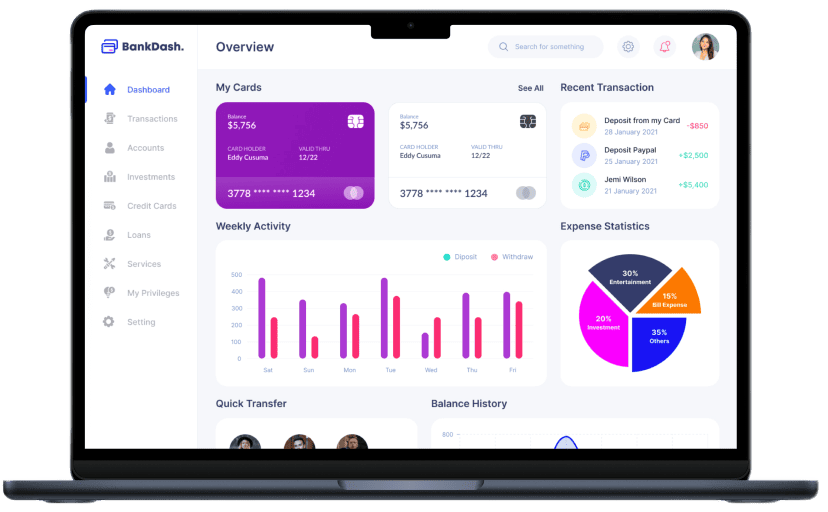 BankDash.
Overview
Search for something
Dashboard
Transactions
Accounts
Investments
Credit Cards
Loans
Services
My Privileges
Setting
My Cards
See All
Balance
$5,756
CARD HOLDER VALID THRU
Eddy Cusuma 12/22
3778 **** **** 1234
Balance
$5,756
CARD HOLDER VALID THRU
Eddy Cusuma 12/22
3778 **** **** 1234
Recent Transaction
Deposit from my Card
28 January 2021
-$850
Deposit Paypal
25 January 2021
+$2,500
Jemi Wilson
21 January 2021
+$5,400
Weekly Activity
Diposit Withdraw
500
400
300
200
100
0
Sat Sun Mon Tue Wed Thu Fri
Expense Statistics
30%
Entertainment
15%
Bill Expense
20%
Investment
35%
Others
Quick Transfer
Balance History
800